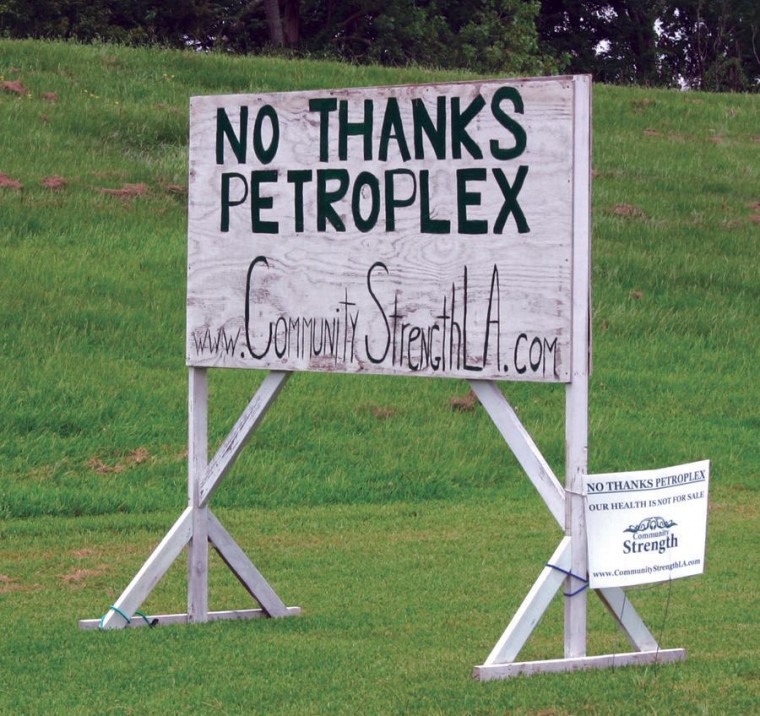 NO THANKS
PETROPLEX
www.CommunityStrengthLA.com
NO THANKS PETROPLEX
OUR HEALTH IS NOT FOR SALE
Community
Strength
www.CommunityStrengthLA.com